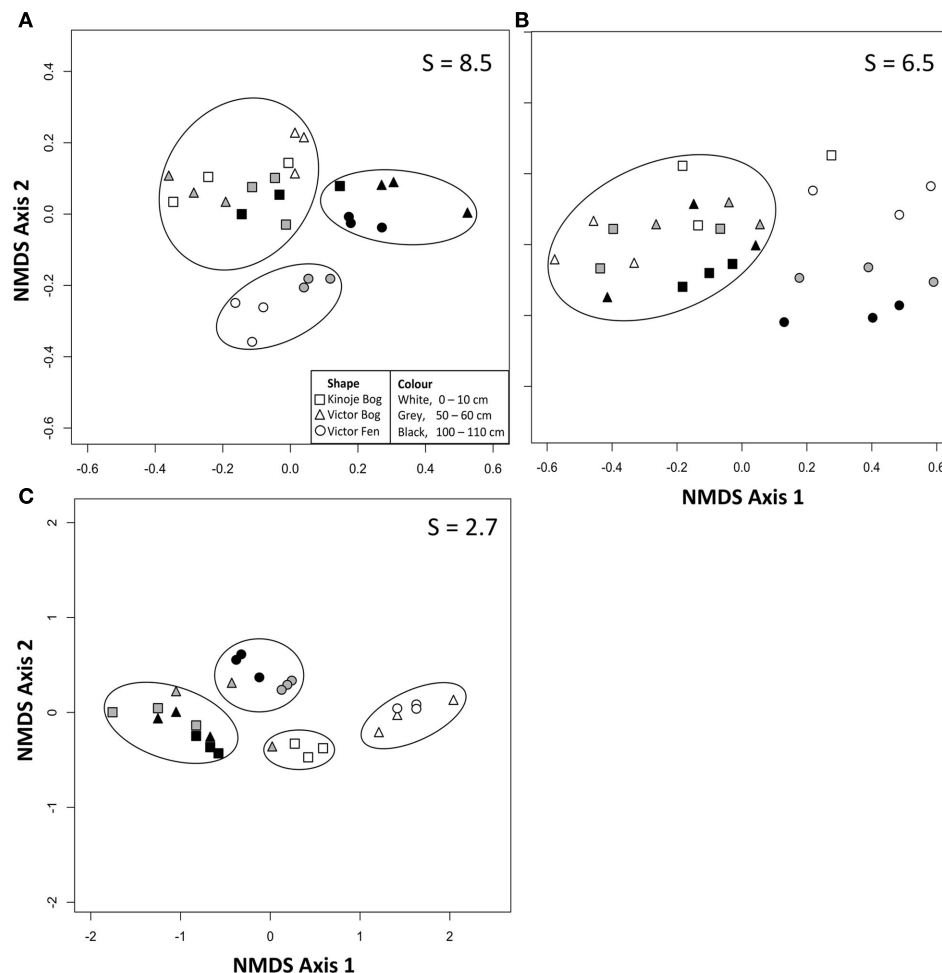 A
S = 8.5
NMDS Axis 2
0.4
0.2
0.0
-0.2
-0.4
-0.6
-0.6 -0.4 -0.2 0.0 0.2 0.4 0.6
Shape Colour
Kinoje Bog White, 0 – 10 cm
Victor Bog Grey, 50 – 60 cm
Victor Fen Black, 100 – 110 cm
B
S = 6.5
-0.6 -0.4 -0.2 0.0 0.2 0.4 0.6
NMDS Axis 1
C
S = 2.7
NMDS Axis 2
2
1
0
-1
-2
-2 -1 0 1 2
NMDS Axis 1